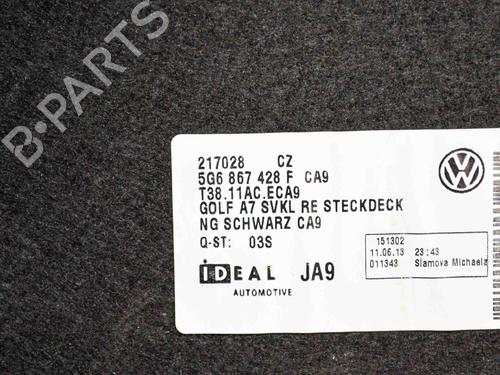 B-PARTS
217028 CZ
5G6 867 428 F CA9
T38.11AC.ECA9
GOLF A7 SVKL RE STECKDECK
NG SCHWARZ CA9
Q-ST: 03S
151302
11.06.13 23:43
011343 Slamova Michaela
IDEAL JA9
AUTOMOTIVE